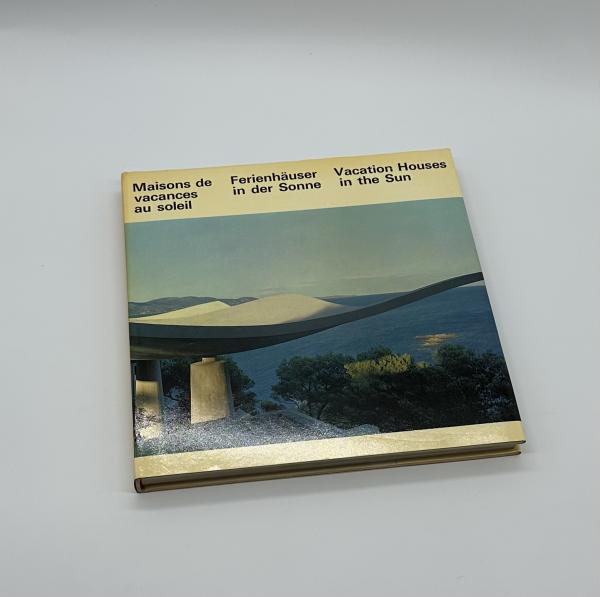 Maisons de
vacances
au soleil
Ferienhäuser
in der Sonne
Vacation Houses
in the Sun